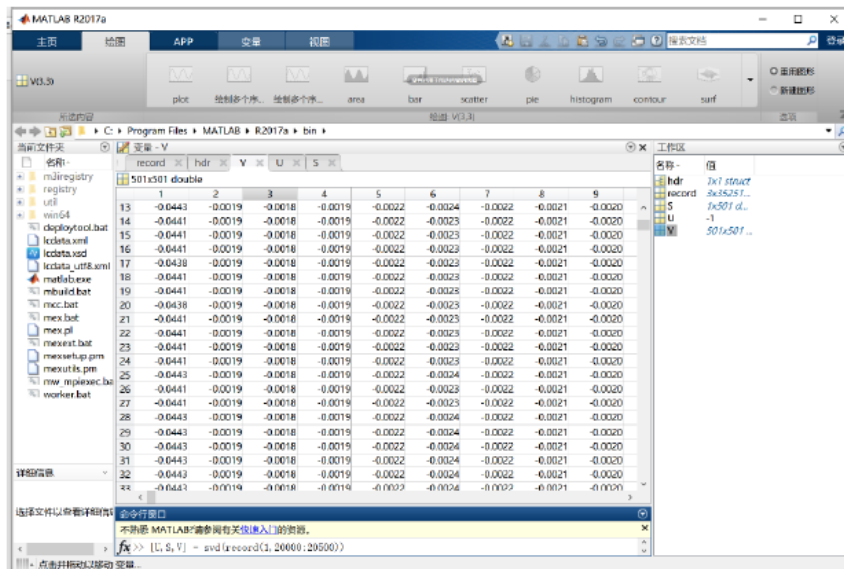 MATLAB R2017a
主页 绘图 APP 变量 视图 搜索文档 登录
V(3,3)
plot 绘制多个序... 绘制多个序... area bar scatter pie histogram contour surf
重用图形
新建图形
所选内容 绘图: V(3,3) 选项
C: Program Files MATLAB R2017a bin
当前文件夹
名称
m3iregistry
registry
util
win64
deploytool.bat
lcdata.xml
lcdata.xsd
lcdata_utf8.xml
matlab.exe
mbuild.bat
mcc.bat
mex.bat
mex.pl
mexext.bat
mexsetup.pm
mexutils.pm
mw_mpiexec.ba
worker.bat
详细信息
选择文件以查看详细信息
变量 - V
record hdr V U S
501x501 double
1 2 3 4 5 6 7 8 9
13 -0.0443 -0.0019 -0.0018 -0.0019 -0.0022 -0.0024 -0.0022 -0.0021 -0.0020
14 -0.0441 -0.0019 -0.0018 -0.0019 -0.0022 -0.0023 -0.0022 -0.0021 -0.0020
15 -0.0441 -0.0019 -0.0018 -0.0019 -0.0022 -0.0023 -0.0022 -0.0021 -0.0020
16 -0.0441 -0.0019 -0.0018 -0.0019 -0.0022 -0.0023 -0.0022 -0.0021 -0.0020
17 -0.0438 -0.0019 -0.0018 -0.0019 -0.0022 -0.0023 -0.0022 -0.0021 -0.0020
18 -0.0441 -0.0019 -0.0018 -0.0019 -0.0022 -0.0023 -0.0022 -0.0021 -0.0020
19 -0.0441 -0.0019 -0.0018 -0.0019 -0.0022 -0.0023 -0.0022 -0.0021 -0.0020
20 -0.0438 -0.0019 -0.0018 -0.0019 -0.0022 -0.0023 -0.0022 -0.0021 -0.0020
21 -0.0441 -0.0019 -0.0018 -0.0019 -0.0022 -0.0023 -0.0022 -0.0021 -0.0020
22 -0.0441 -0.0019 -0.0018 -0.0019 -0.0022 -0.0023 -0.0022 -0.0021 -0.0020
23 -0.0441 -0.0019 -0.0018 -0.0019 -0.0022 -0.0023 -0.0022 -0.0021 -0.0020
24 -0.0441 -0.0019 -0.0018 -0.0019 -0.0022 -0.0023 -0.0022 -0.0021 -0.0020
25 -0.0443 -0.0019 -0.0018 -0.0019 -0.0022 -0.0024 -0.0022 -0.0021 -0.0020
26 -0.0441 -0.0019 -0.0018 -0.0019 -0.0022 -0.0023 -0.0022 -0.0021 -0.0020
27 -0.0441 -0.0019 -0.0018 -0.0019 -0.0022 -0.0023 -0.0022 -0.0021 -0.0020
28 -0.0443 -0.0019 -0.0018 -0.0019 -0.0022 -0.0024 -0.0022 -0.0021 -0.0020
29 -0.0443 -0.0019 -0.0018 -0.0019 -0.0022 -0.0024 -0.0022 -0.0021 -0.0020
30 -0.0443 -0.0019 -0.0018 -0.0019 -0.0022 -0.0024 -0.0022 -0.0021 -0.0020
31 -0.0443 -0.0019 -0.0018 -0.0019 -0.0022 -0.0024 -0.0022 -0.0021 -0.0020
32 -0.0443 -0.0019 -0.0018 -0.0019 -0.0022 -0.0024 -0.0022 -0.0021 -0.0020
33 -0.0443 -0.0019 -0.0018 -0.0019 -0.0022 -0.0024 -0.0022 -0.0021 -0.0020
命令行窗口
不熟悉 MATLAB?请参阅有关快速入门的资源。
fx >> [U,S,V] = svd(record(1,20000:20500))
工作区
名称 值
hdr 1x1 struct
record 3x35251...
S 1x501 d...
U -1
V 501x501 ...
点击并拖动以移动 变量...